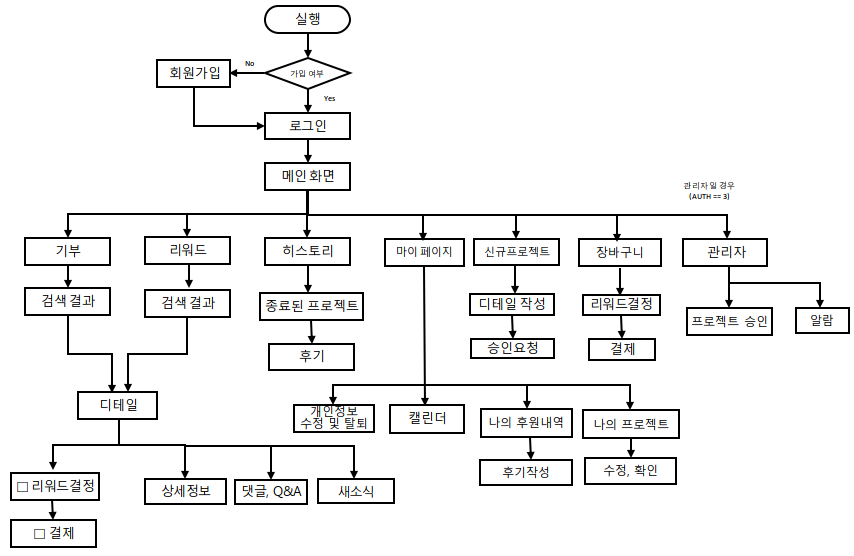 실행
No
회원가입
가입 여부
Yes
로그인
메인 화면
관리자일 경우
(AUTH == 3)
기부
리워드
히스토리
마이 페이지
신규프로젝트
장바구니
관리자
검색 결과
검색 결과
종료된 프로젝트
디테일 작성
리워드결정
프로젝트 승인
알람
후기
승인요청
결제
디테일
개인정보
수정 및 탈퇴
캘린더
나의 후원내역
나의 프로젝트
후기작성
수정, 확인
□ 리워드결정
상세정보
댓글, Q&A
새소식
□ 결제